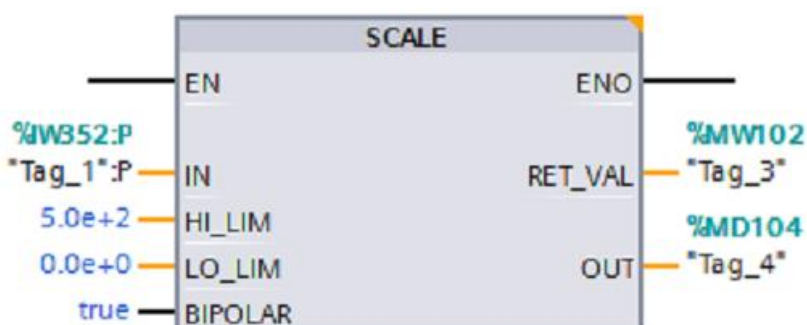 SCALE
EN ENO
%IW352:P %MW102
"Tag_1":P IN RET_VAL "Tag_3"
5.0e+2 HI_LIM %MD104
0.0e+0 LO_LIM OUT "Tag_4"
true BIPOLAR